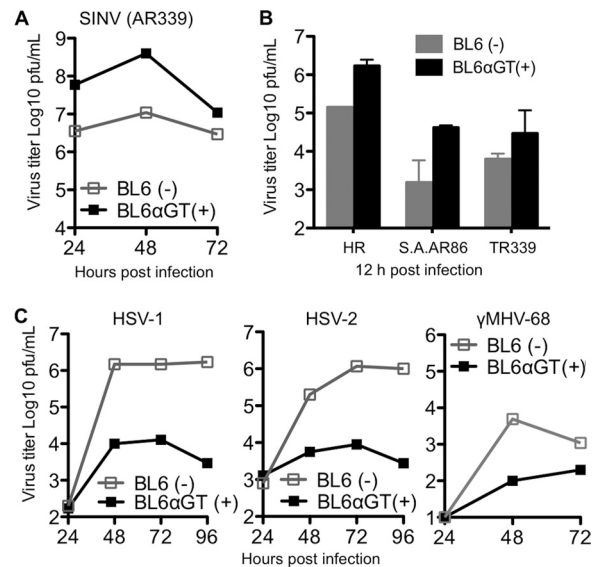 A
SINV (AR339)
Virus titer Log10 pfu/mL
9
8
7
6
5
4
BL6 (-)
BL6αGT(+)
24 48 72
Hours post infection
B
Virus titer Log10 pfu/mL
7
6
5
4
3
2
BL6 (-)
BL6αGT(+)
HR S.A.AR86 TR339
12 h post infection
C
HSV-1
Virus titer Log10 pfu/mL
7
6
5
4
3
2
BL6 (-)
BL6αGT (+)
24 48 72 96
HSV-2
7
6
5
4
3
2
BL6 (-)
BL6αGT(+)
24 48 72 96
Hours post infection
γMHV-68
6
5
4
3
2
1
BL6 (-)
BL6αGT(+)
24 48 72